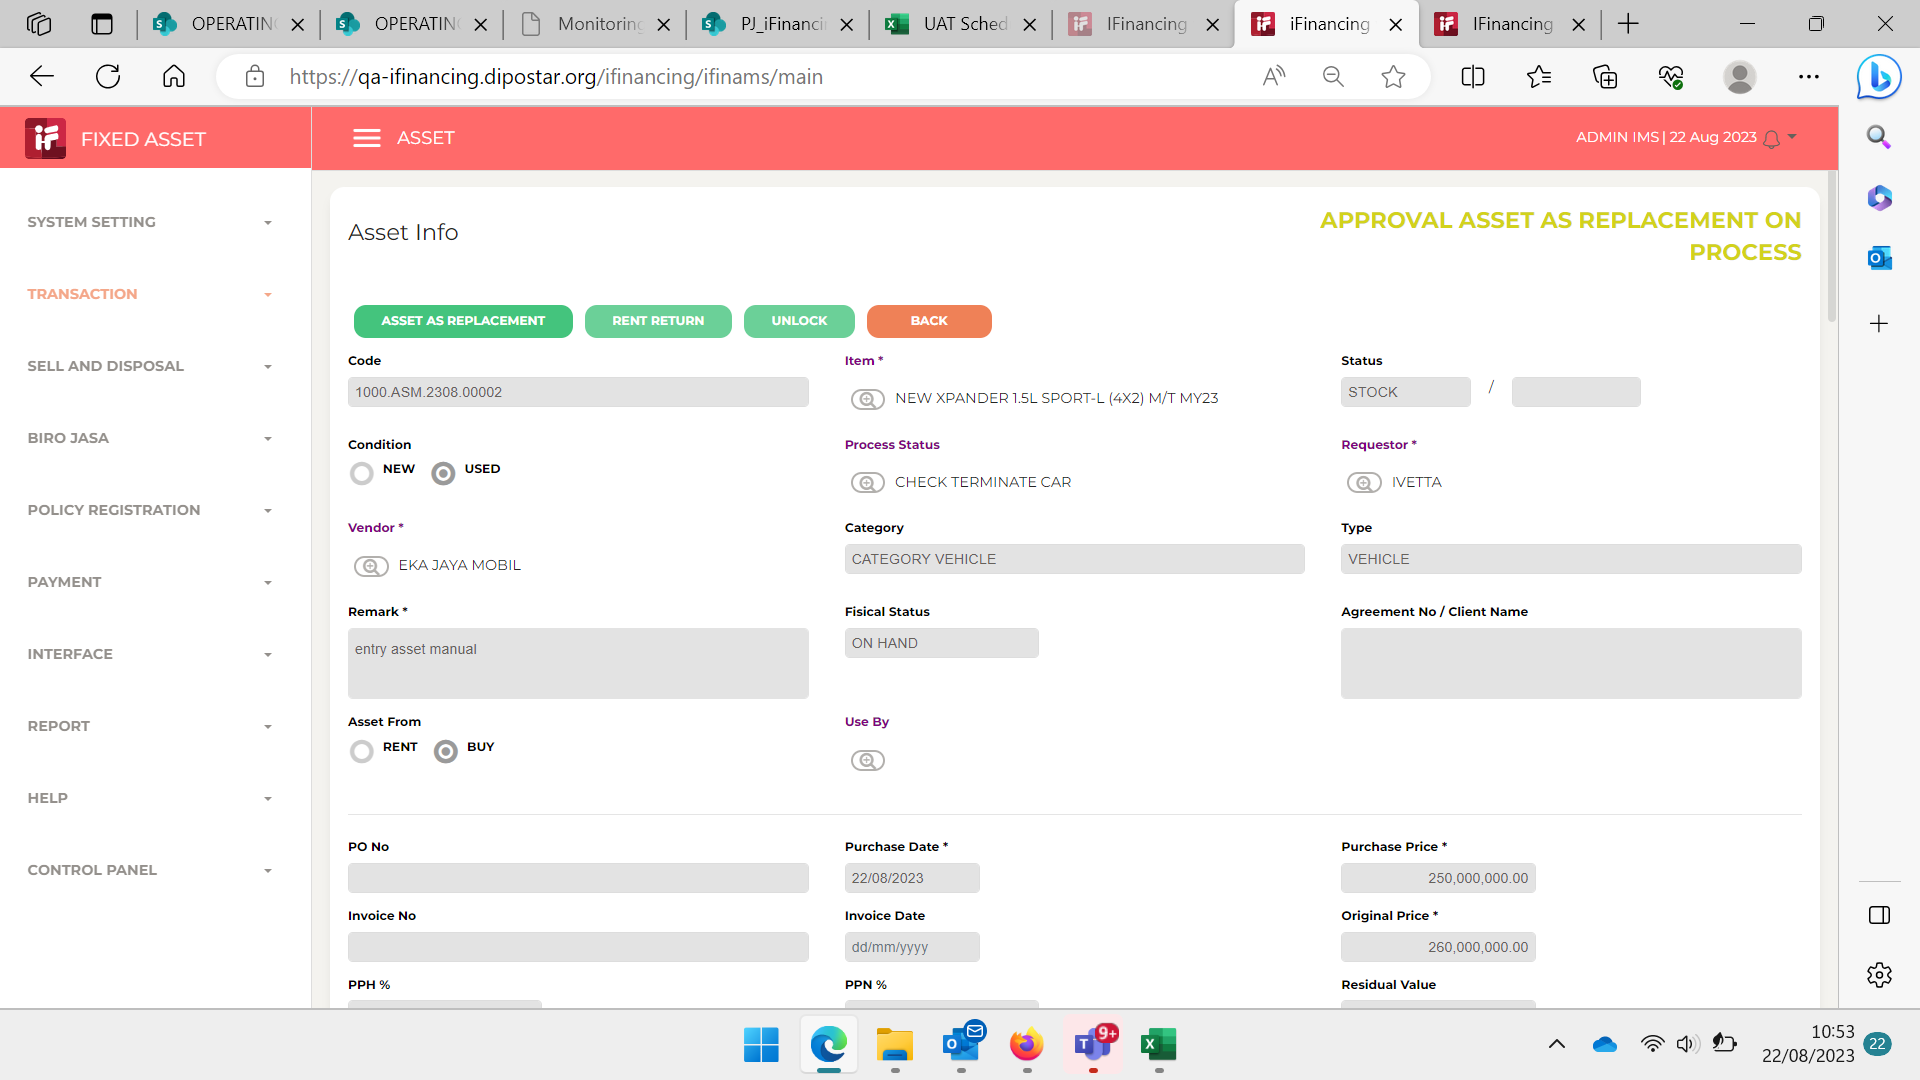 OPERATING
OPERATING
Monitoring
PJ_iFinanci
UAT Sched
IFinancing
iFinancing
IFinancing
https://qa-ifinancing.dipostar.org/ifinancing/ifinams/main
iF FIXED ASSET
ASSET
ADMIN IMS | 22 Aug 2023
SYSTEM SETTING
TRANSACTION
SELL AND DISPOSAL
BIRO JASA
POLICY REGISTRATION
PAYMENT
INTERFACE
REPORT
HELP
CONTROL PANEL
Asset Info
APPROVAL ASSET AS REPLACEMENT ON
PROCESS
ASSET AS REPLACEMENT
RENT RETURN
UNLOCK
BACK
Code
1000.ASM.2308.00002
Item *
NEW XPANDER 1.5L SPORT-L (4X2) M/T MY23
Status
STOCK /
Condition
NEW USED
Process Status
CHECK TERMINATE CAR
Requestor *
IVETTA
Vendor *
EKA JAYA MOBIL
Category
CATEGORY VEHICLE
Type
VEHICLE
Remark *
entry asset manual
Fisical Status
ON HAND
Agreement No / Client Name
Asset From
RENT BUY
Use By
PO No
Purchase Date *
22/08/2023
Purchase Price *
250,000,000.00
Invoice No
Invoice Date
dd/mm/yyyy
Original Price *
260,000,000.00
PPH %
PPN %
Residual Value
9+
10:53
22/08/2023
22